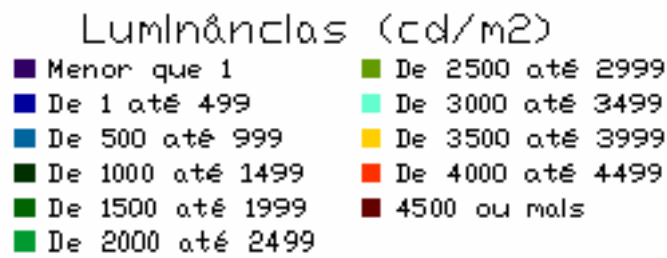 Luminâncias (cd/m2)
Menor que 1
De 1 até 499
De 500 até 999
De 1000 até 1499
De 1500 até 1999
De 2000 até 2499
De 2500 até 2999
De 3000 até 3499
De 3500 até 3999
De 4000 até 4499
4500 ou mais